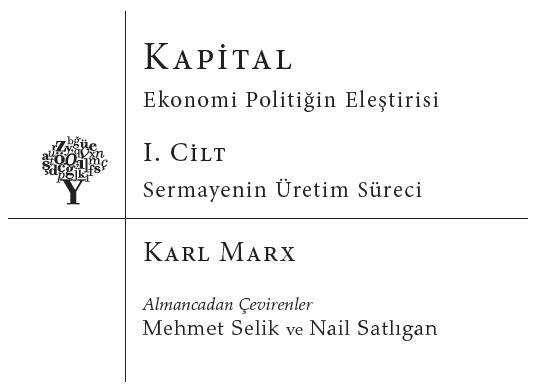 KAPİTAL
Ekonomi Politiğin Eleştirisi
I. CİLT
Sermayenin Üretim Süreci
KARL MARX
Almancadan Çevirenler
Mehmet Selik ve Nail Satlıgan